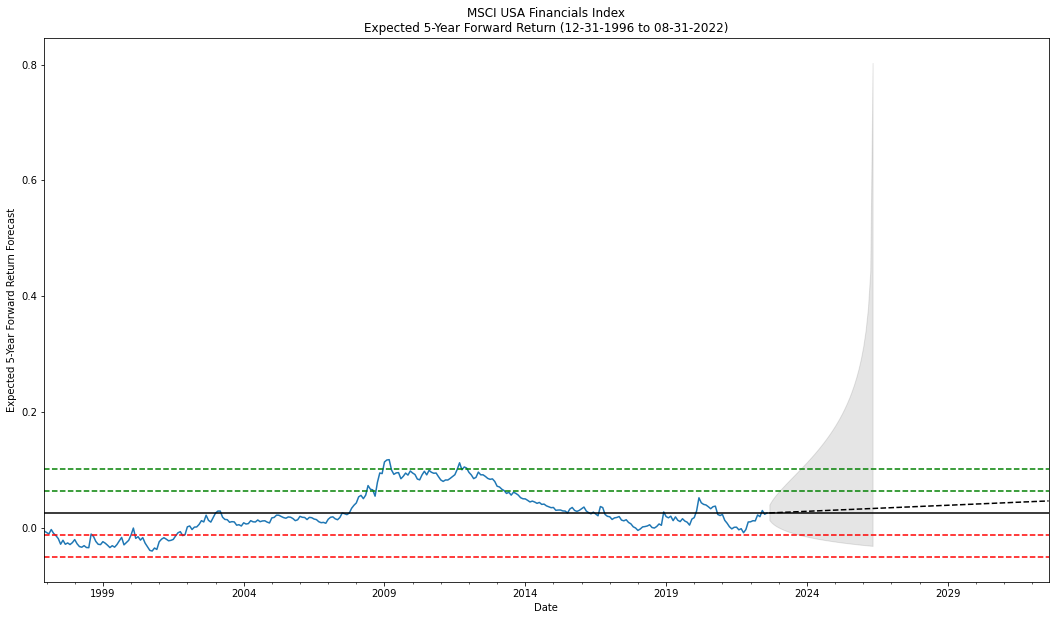 MSCI USA Financials Index
Expected 5-Year Forward Return (12-31-1996 to 08-31-2022)
Expected 5-Year Forward Return Forecast
0.8
0.6
0.4
0.2
0.0
1999 2004 2009 2014 2019 2024 2029
Date